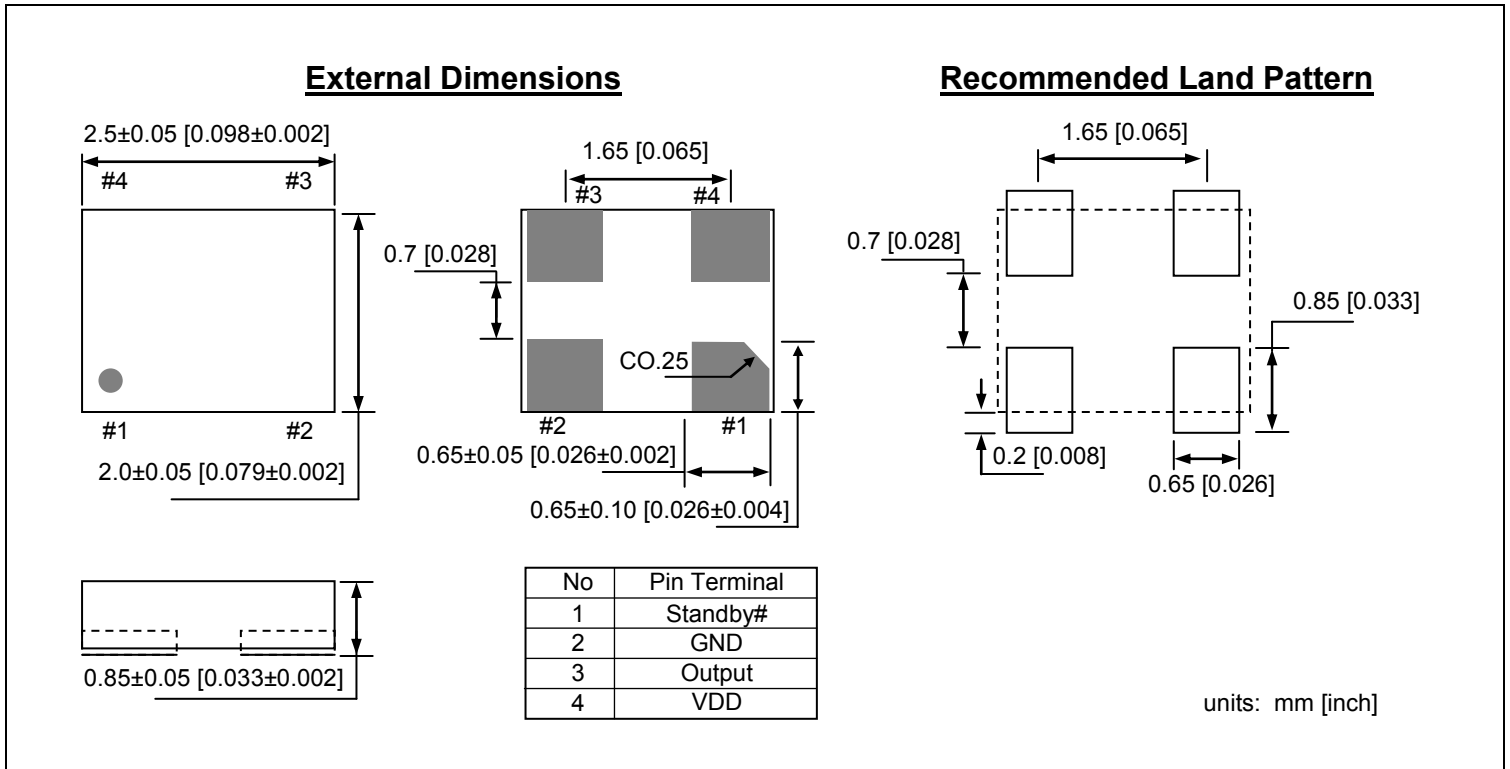 External Dimensions
Recommended Land Pattern
2.5±0.05 [0.098±0.002]
#4 #3
#1 #2
2.0±0.05 [0.079±0.002]
1.65 [0.065]
#3 #4
0.7 [0.028]
CO.25
#2 #1
0.65±0.05 [0.026±0.002]
0.65±0.10 [0.026±0.004]
1.65 [0.065]
0.7 [0.028]
0.85 [0.033]
0.2 [0.008]
0.65 [0.026]
0.85±0.05 [0.033±0.002]
No Pin Terminal
1 Standby#
2 GND
3 Output
4 VDD
units: mm [inch]